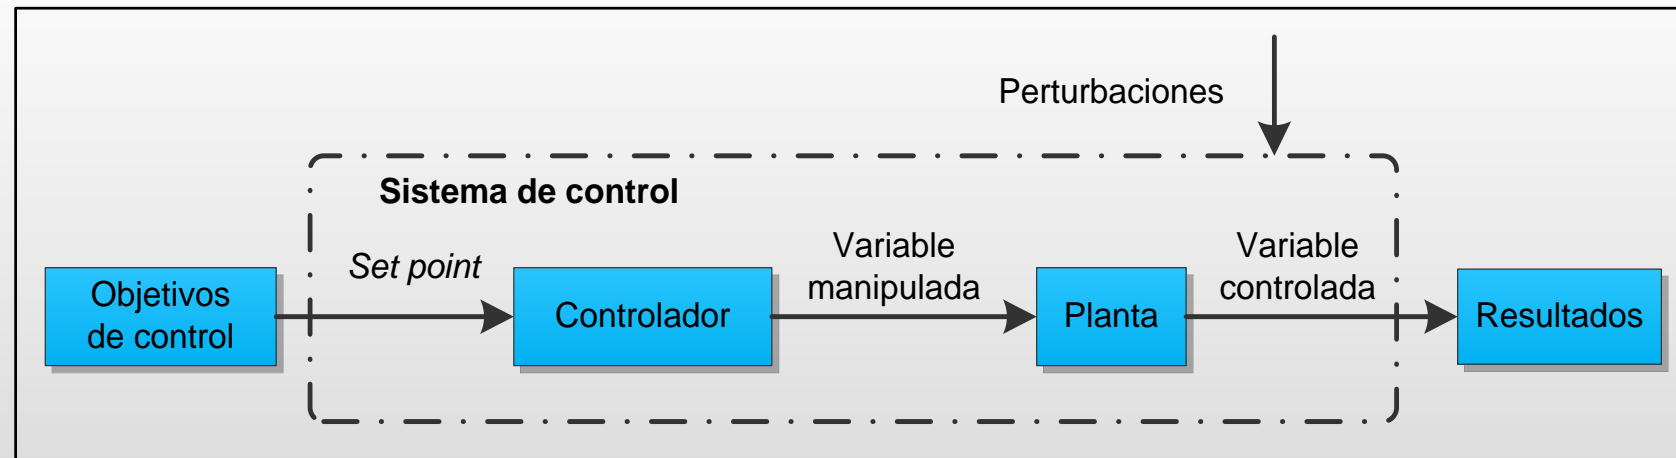 Perturbaciones
Sistema de control
Objetivos
de control
Set point
Controlador
Variable
manipulada
Planta
Variable
controlada
Resultados